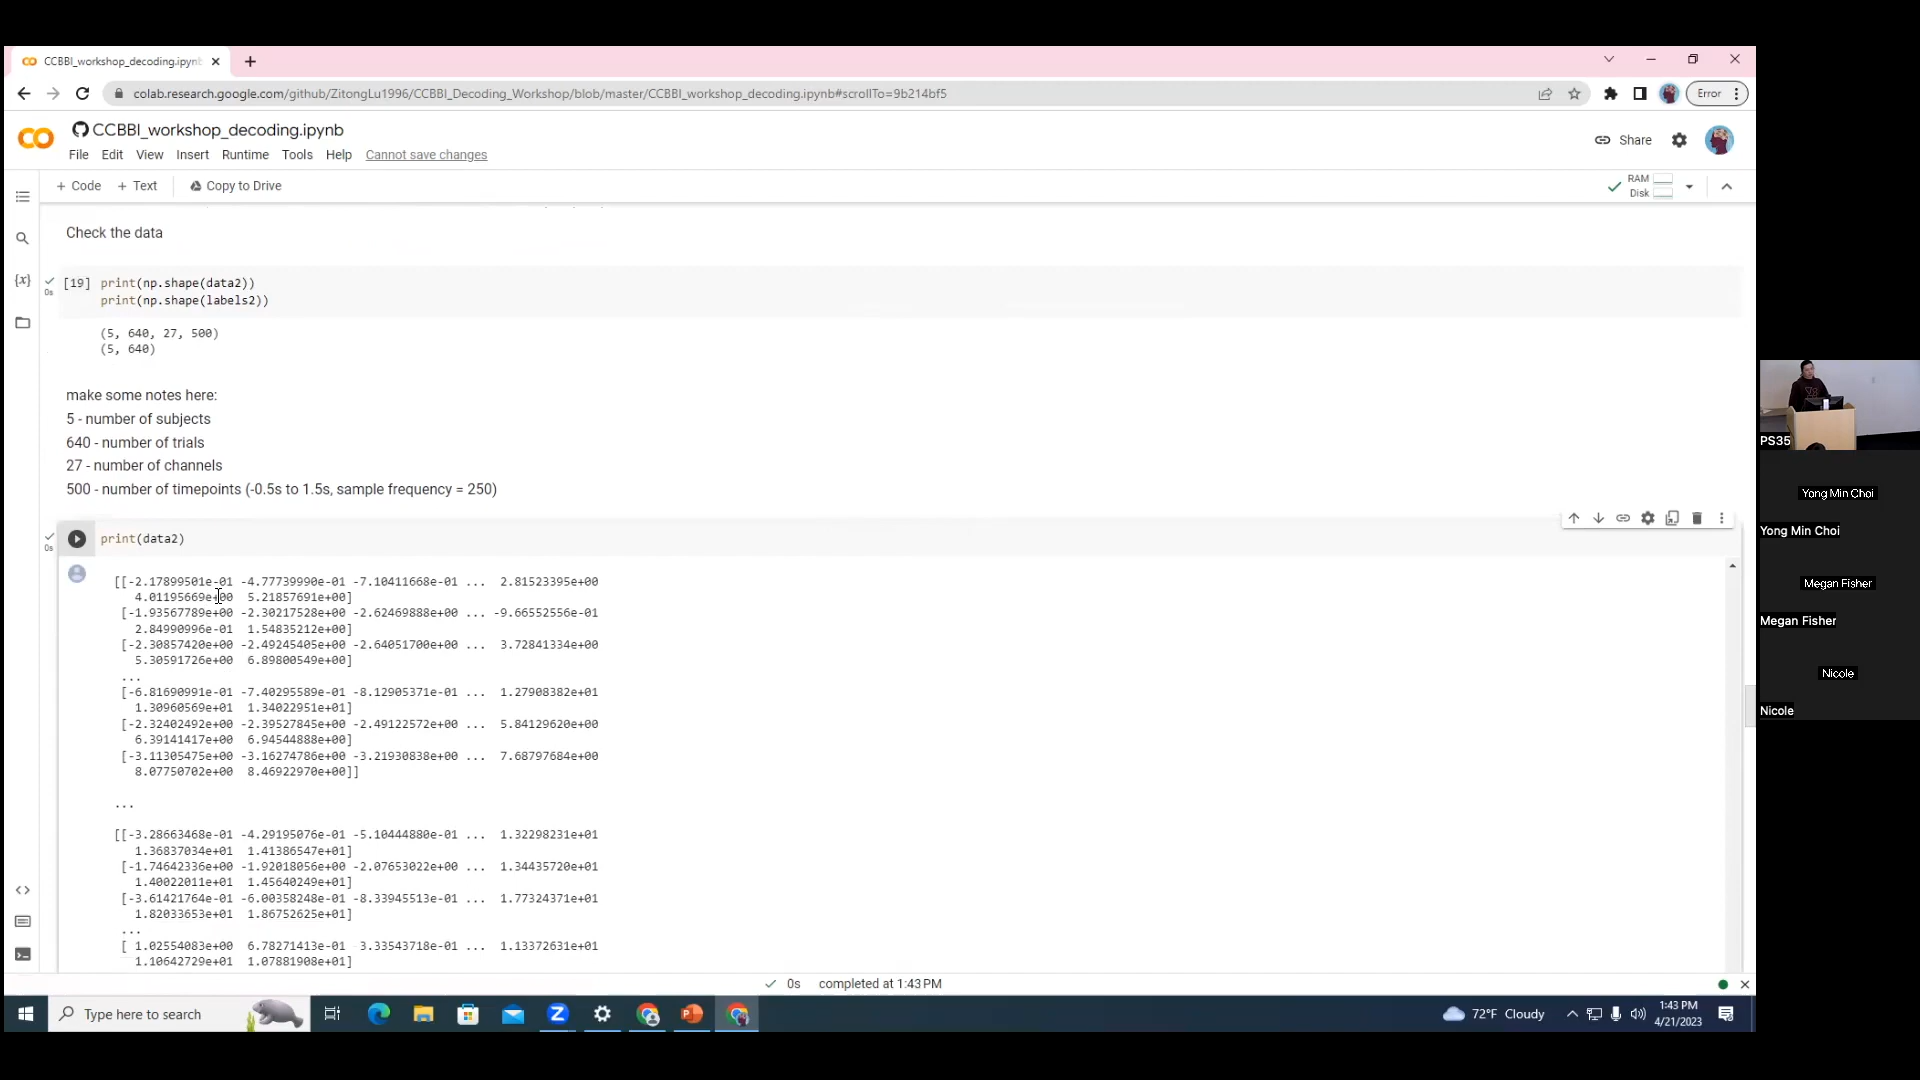 CCBBI_workshop_decoding.ipynb
colab.research.google.com/github/ZitongLu1996/CCBBI_Decoding_Workshop/blob/master/CCBBI_workshop_decoding.ipynb#scrollTo=9b214bf5
Error
CCBBI_workshop_decoding.ipynb
File Edit View Insert Runtime Tools Help Cannot save changes
Share
+ Code + Text Copy to Drive
RAM
Disk
Check the data
[19] print(np.shape(data2))
0s
print(np.shape(labels2))
(5, 640, 27, 500)
(5, 640)
make some notes here:
5 - number of subjects
640 - number of trials
27 - number of channels
500 - number of timepoints (-0.5s to 1.5s, sample frequency = 250)
print(data2)
0s
[[-2.17899501e-01 -4.77739990e-01 -7.10411668e-01 ... 2.81523395e+00
4.01195669e+00 5.21857691e+00]
[-1.93567789e+00 -2.30217528e+00 -2.62469888e+00 ... -9.66552556e-01
2.84990996e-01 1.54835212e+00]
[-2.30857420e+00 -2.49245405e+00 -2.64051700e+00 ... 3.72841334e+00
5.30591726e+00 6.89800549e+00]
...
[-6.81690991e-01 -7.40295589e-01 -8.12905371e-01 ... 1.27908382e+01
1.30960569e+01 1.34022951e+01]
[-2.32402492e+00 -2.39527845e+00 -2.49122572e+00 ... 5.84129620e+00
6.39141417e+00 6.94544888e+00]
[-3.11305475e+00 -3.16274786e+00 -3.21930838e+00 ... 7.68797684e+00
8.07750702e+00 8.46922970e+00]]
...
[[-3.28663468e-01 -4.29195076e-01 -5.10444880e-01 ... 1.32298231e+01
1.36837034e+01 1.41386547e+01]
[-1.74642336e+00 -1.92018056e+00 -2.07653022e+00 ... 1.34435720e+01
1.40022011e+01 1.45640249e+01]
[-3.61421764e-01 -6.00358248e-01 -8.33945513e-01 ... 1.77324371e+01
1.82033653e+01 1.86752625e+01]
...
[ 1.02554083e+00 6.78271413e-01 3.33543718e-01 ... 1.13372631e+01
1.10642729e+01 1.07881908e+01]
0s completed at 1:43 PM
Type here to search
72°F Cloudy
1:43 PM
4/21/2023
PS35
Yong Min Choi
Yong Min Choi
Megan Fisher
Megan Fisher
Nicole
Nicole